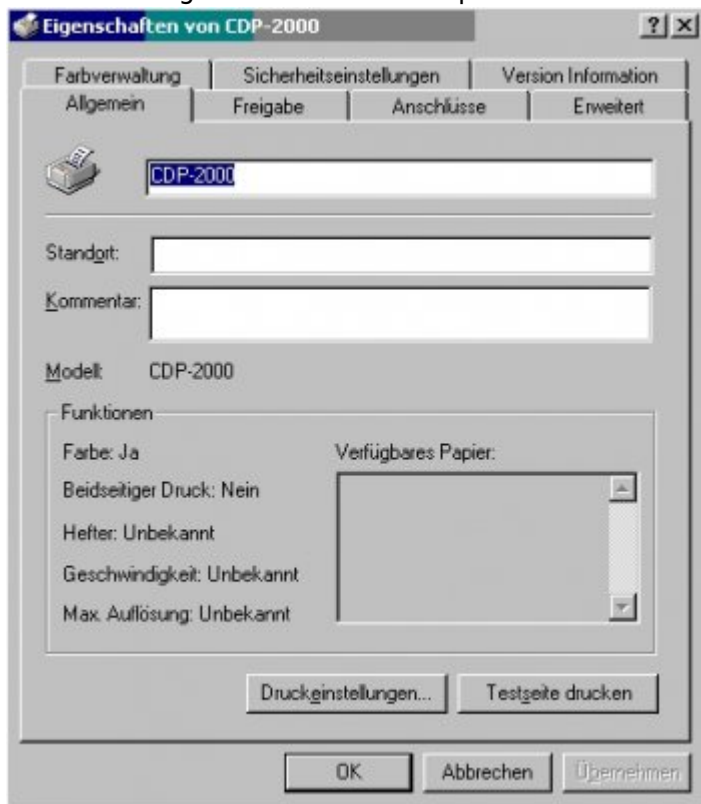 Eigenschaften von CDP-2000
Farbverwaltung Sicherheitseinstellungen Version Information
Allgemein Freigabe Anschlüsse Erweitert
CDP-2000
Standort:
Kommentar:
Modell: CDP-2000
Funktionen
Farbe: Ja Verfügbares Papier:
Beidseitiger Druck: Nein
Hefter: Unbekannt
Geschwindigkeit: Unbekannt
Max. Auflösung: Unbekannt
Druckeinstellungen... Testseite drucken
OK Abbrechen Übernehmen